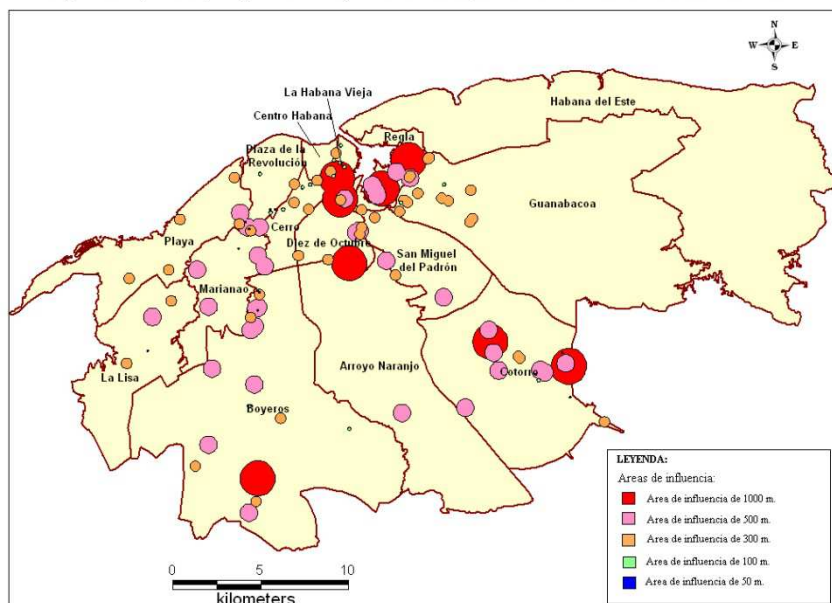 N
W E
S
La Habana Vieja
Habana del Este
Centro Habana
Regla
Plaza de la
Revolución
Guanabacoa
Cerro
Playa
Diez de Octubre
San Miguel
del Padrón
Marianao
La Lisa
Arroyo Naranjo
Cotorro
Boyeros
LEYENDA:
Areas de influencia:
Area de influencia de 1000 m.
Area de influencia de 500 m.
Area de influencia de 300 m.
Area de influencia de 100 m.
Area de influencia de 50 m.
0 5 10
kilometers